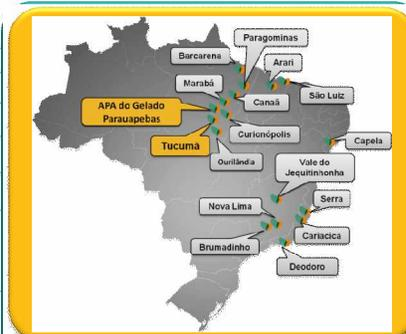 Paragominas
Barcarena
Arari
Marabá
São Luiz
Canaã
APA do Gelado
Parauapebas
Curionópolis
Capela
Tucumã
Ourilândia
Vale do
Jequitinhonha
Serra
Nova Lima
Cariacica
Brumadinho
Deodoro